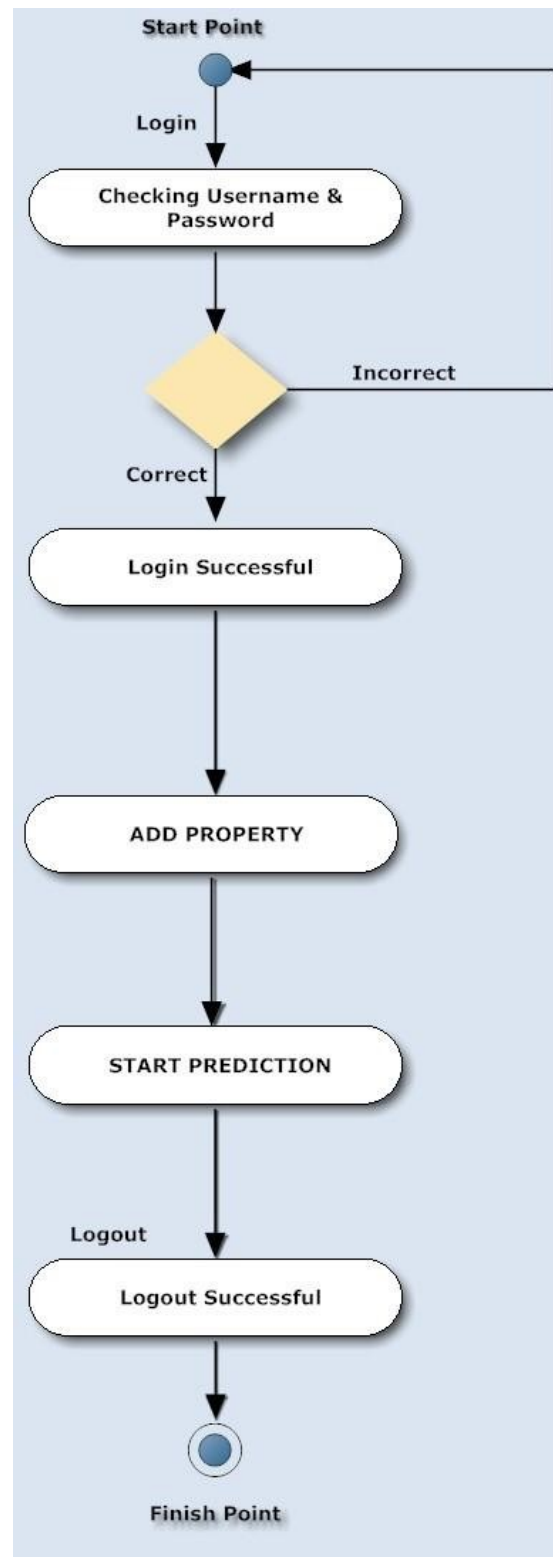 Start Point
Login
Checking Username &
Password
Incorrect
Correct
Login Successful
ADD PROPERTY
START PREDICTION
Logout
Logout Successful
Finish Point